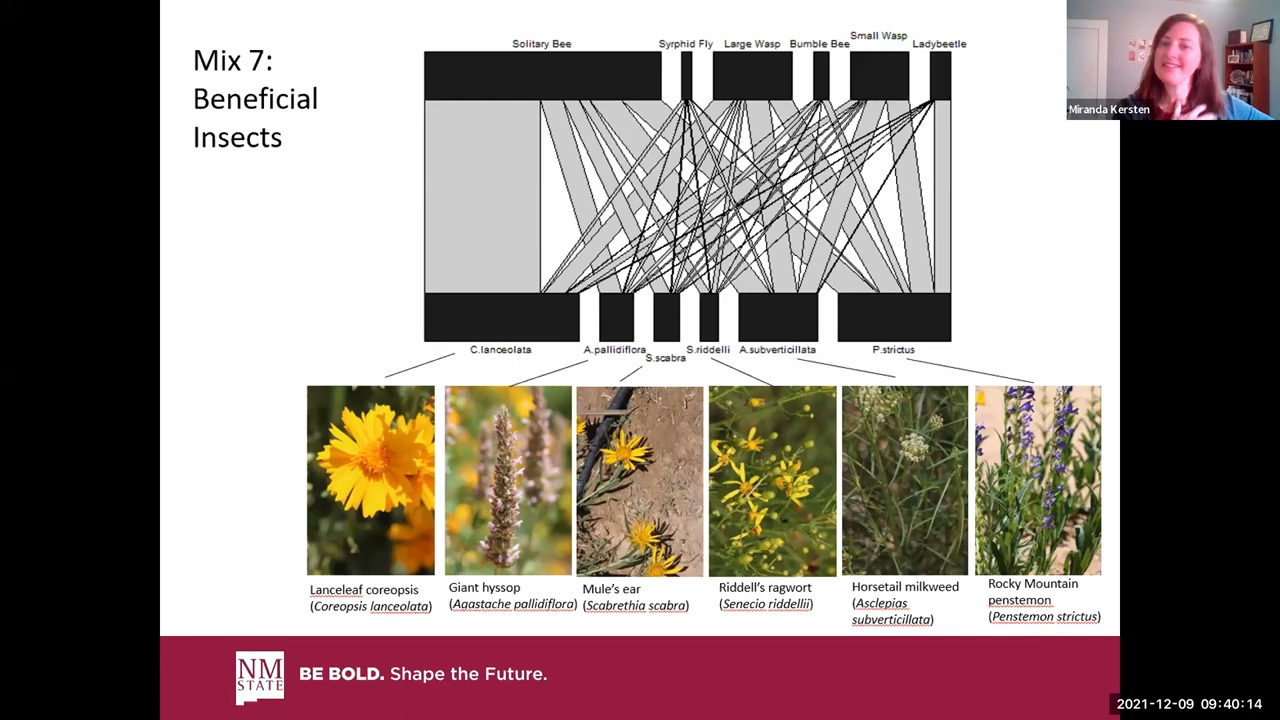 Mix 7:
Beneficial
Insects
Solitary Bee
Syrphid Fly
Large Wasp
Bumble Bee
Small Wasp
Ladybeetle
Miranda Kersten
C.lanceolata
A.pallidiflora
S.scabra
S.riddelli
A.subverticillata
P.strictus
Lanceleaf coreopsis
(Coreopsis lanceolata)
Giant hyssop
(Agastache pallidiflora)
Mule's ear
(Scabrethia scabra)
Riddell's ragwort
(Senecio riddellii)
Horsetail milkweed
(Asclepias
subverticillata)
Rocky Mountain
penstemon
(Penstemon strictus)
NM
STATE
BE BOLD. Shape the Future.
2021-12-09 09:40:14